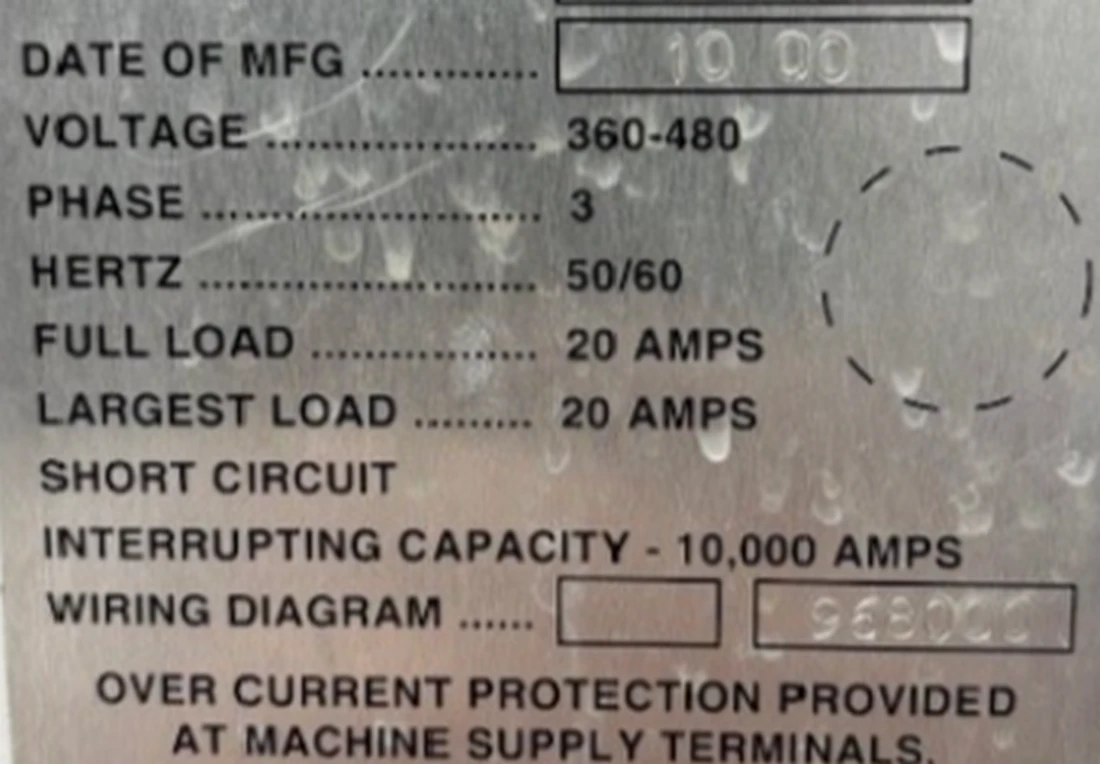 DATE OF MFG ............. 10 00
VOLTAGE ........................ 360-480
PHASE .............................. 3
HERTZ .............................. 50/60
FULL LOAD .................... 20 AMPS
LARGEST LOAD ......... 20 AMPS
SHORT CIRCUIT
INTERRUPTING CAPACITY - 10,000 AMPS
WIRING DIAGRAM ......
OVER CURRENT PROTECTION PROVIDED
AT MACHINE SUPPLY TERMINALS.